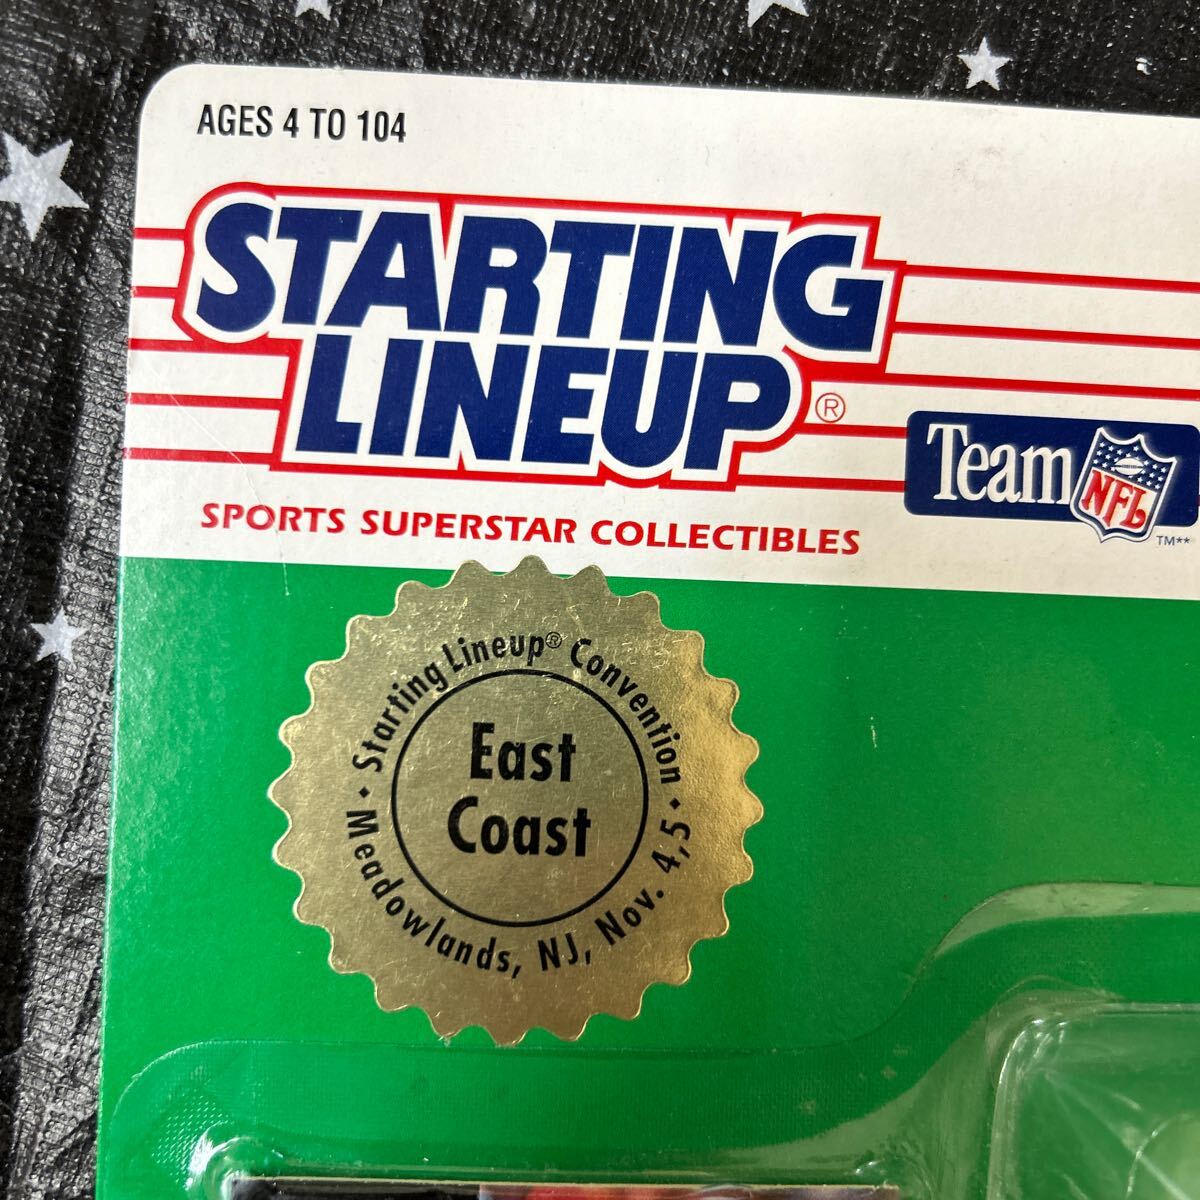 AGES 4 TO 104
STARTING
LINEUP®
Team NFL
TM**
SPORTS SUPERSTAR COLLECTIBLES
• Starting Lineup® Convention •
East
Coast
Meadowlands, NJ, Nov. 4,5